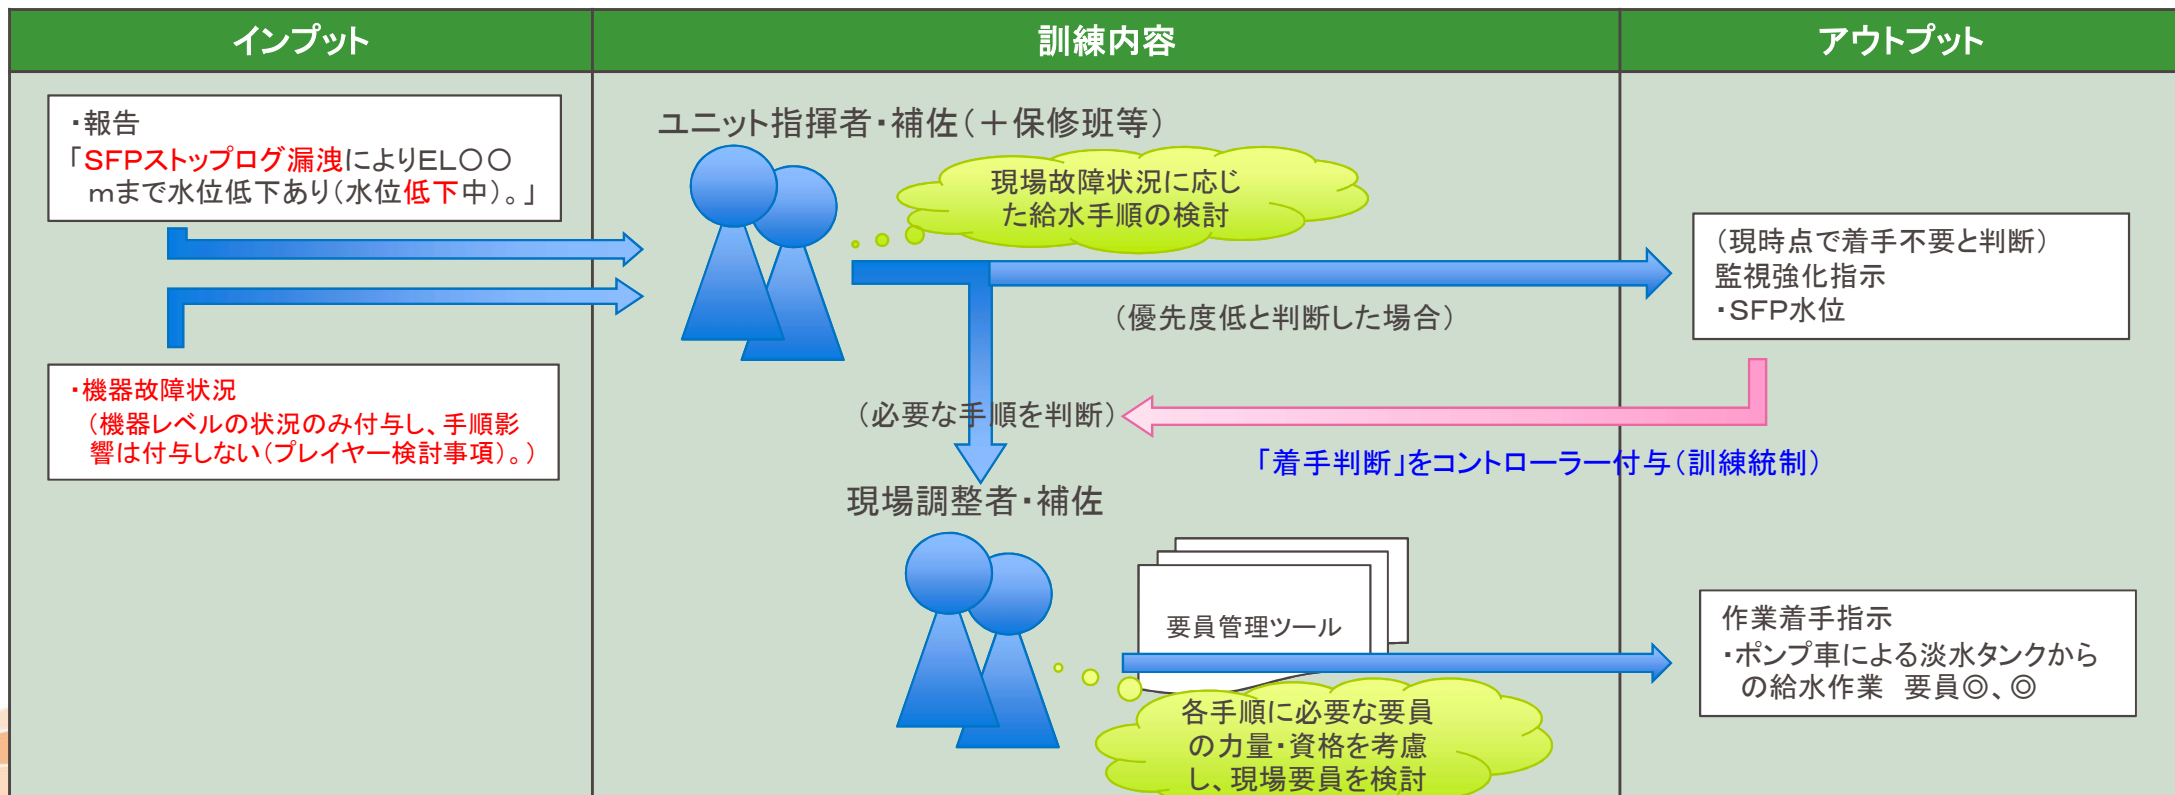 インプット
訓練内容
アウトプット
・報告
「SFPストップログ漏洩によりEL〇〇
mまで水位低下あり(水位低下中)。」
・機器故障状況
(機器レベルの状況のみ付与し、手順影
響は付与しない(プレイヤー検討事項)。)
ユニット指揮者・補佐(+保修班等)
現場故障状況に応じ
た給水手順の検討
(優先度低と判断した場合)
(必要な手順を判断)
「着手判断」をコントローラー付与(訓練統制)
現場調整者・補佐
要員管理ツール
各手順に必要な要員
の力量・資格を考慮
し、現場要員を検討
(現時点で着手不要と判断)
監視強化指示
・SFP水位
作業着手指示
・ポンプ車による淡水タンクから
の給水作業 要員◎、◎